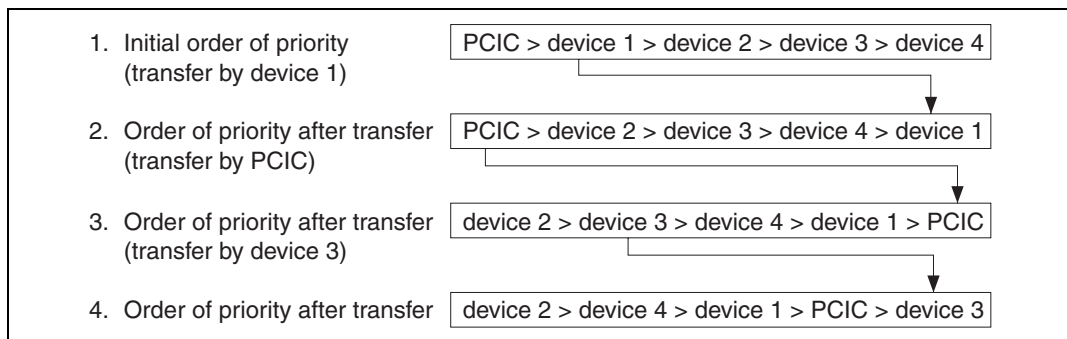 1. Initial order of priority
(transfer by device 1)
PCIC > device 1 > device 2 > device 3 > device 4
2. Order of priority after transfer
(transfer by PCIC)
PCIC > device 2 > device 3 > device 4 > device 1
3. Order of priority after transfer
(transfer by device 3)
device 2 > device 3 > device 4 > device 1 > PCIC
4. Order of priority after transfer
device 2 > device 4 > device 1 > PCIC > device 3